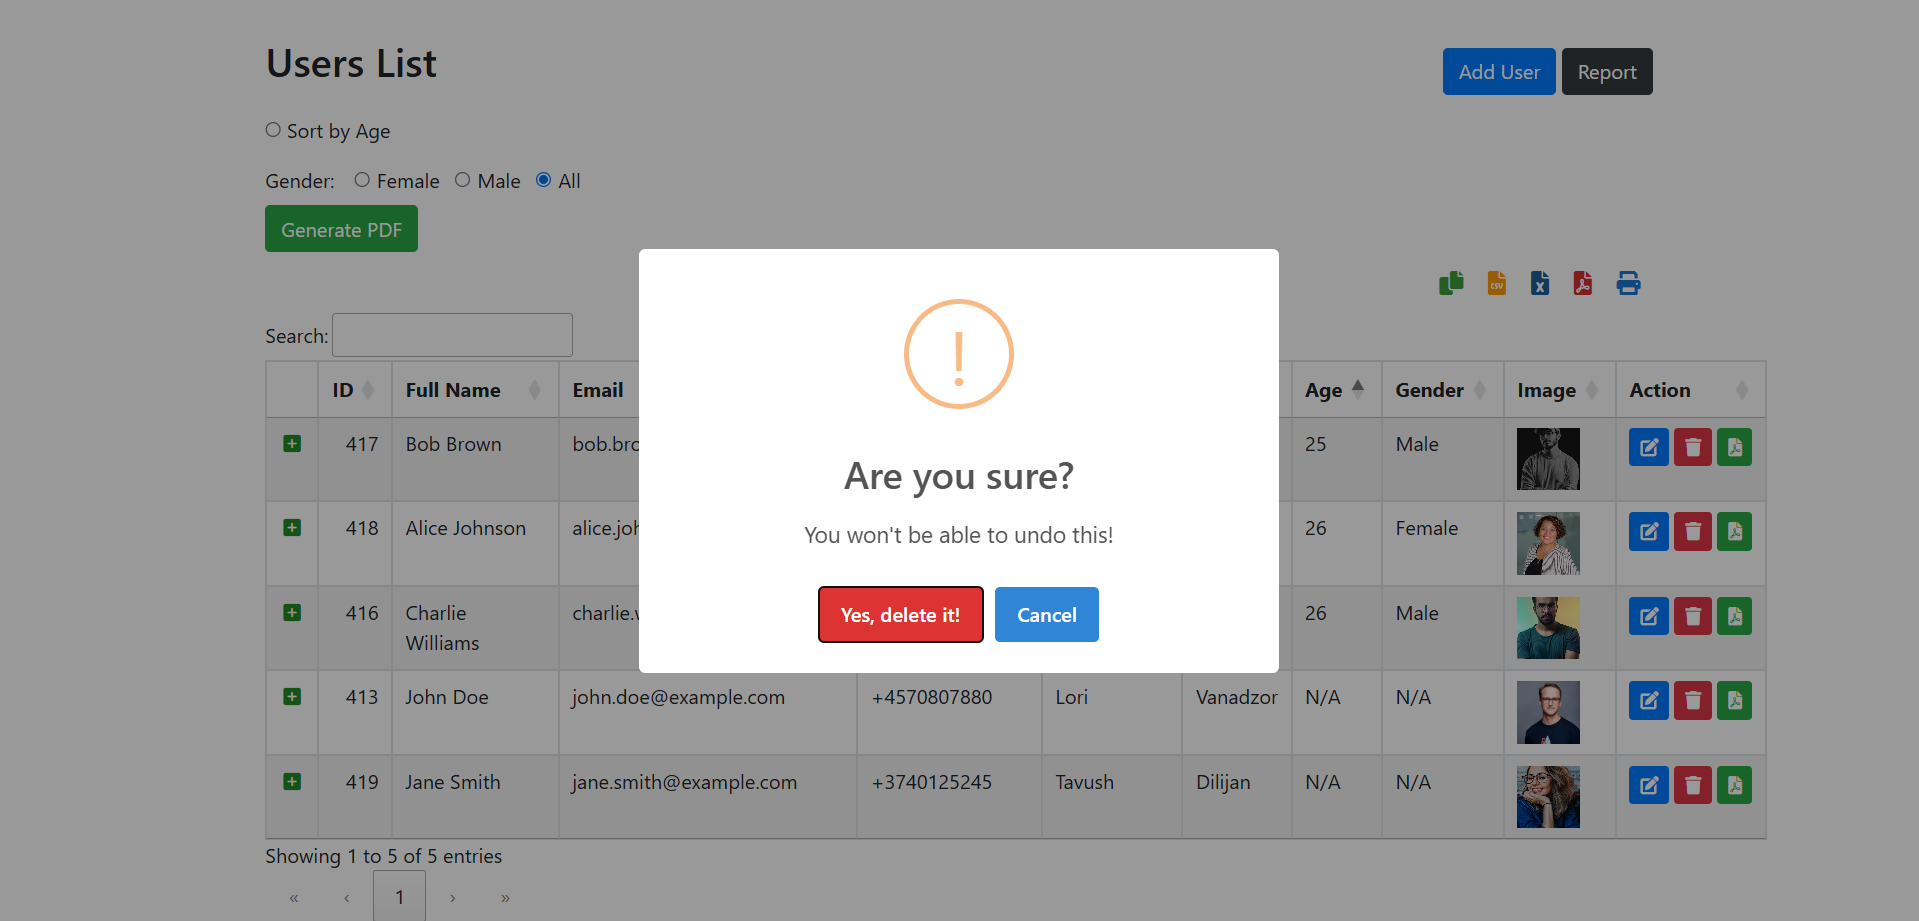 Users List
Add User Report
Sort by Age
Gender: Female Male All
Generate PDF
CSV X
Search:
!
Are you sure?
You won't be able to undo this!
Yes, delete it! Cancel
ID Full Name Email Age Gender Image Action
417 Bob Brown bob.bro 25 Male
418 Alice Johnson alice.joh 26 Female
416 Charlie Williams charlie.w 26 Male
413 John Doe john.doe@example.com +4570807880 Lori Vanadzor N/A N/A
419 Jane Smith jane.smith@example.com +3740125245 Tavush Dilijan N/A N/A
Showing 1 to 5 of 5 entries
« ‹ 1 › »